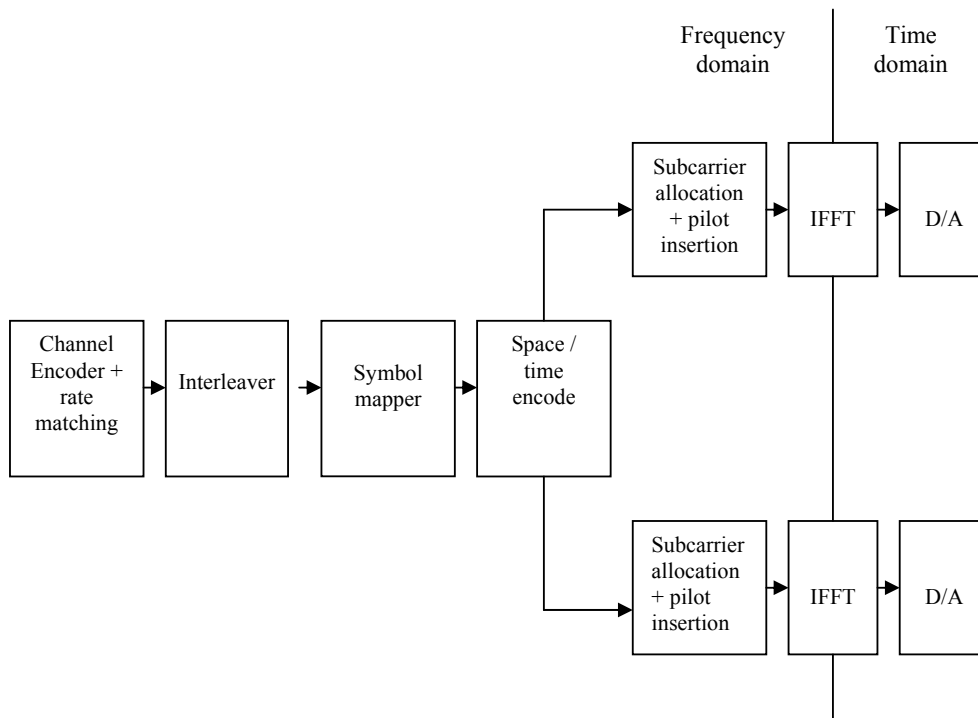 Frequency
domain
Time
domain
Subcarrier
allocation
+ pilot
insertion
IFFT
D/A
Channel
Encoder +
rate
matching
Interleaver
Symbol
mapper
Space /
time
encode
Subcarrier
allocation
+ pilot
insertion
IFFT
D/A